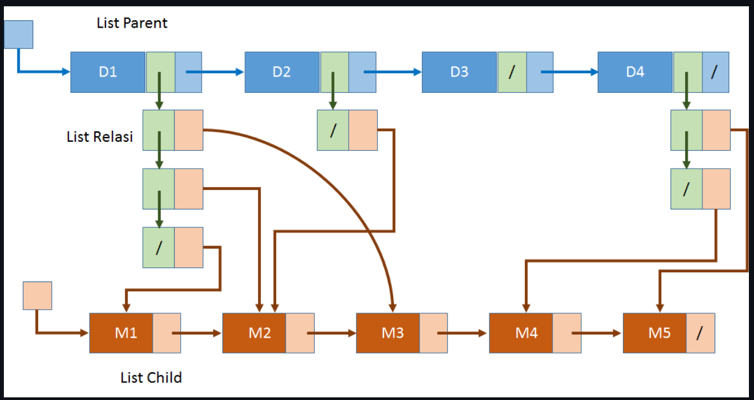 List Parent
D1 D2 D3 / D4 /
List Relasi
/
/
/
M1 M2 M3 M4 M5 /
List Child